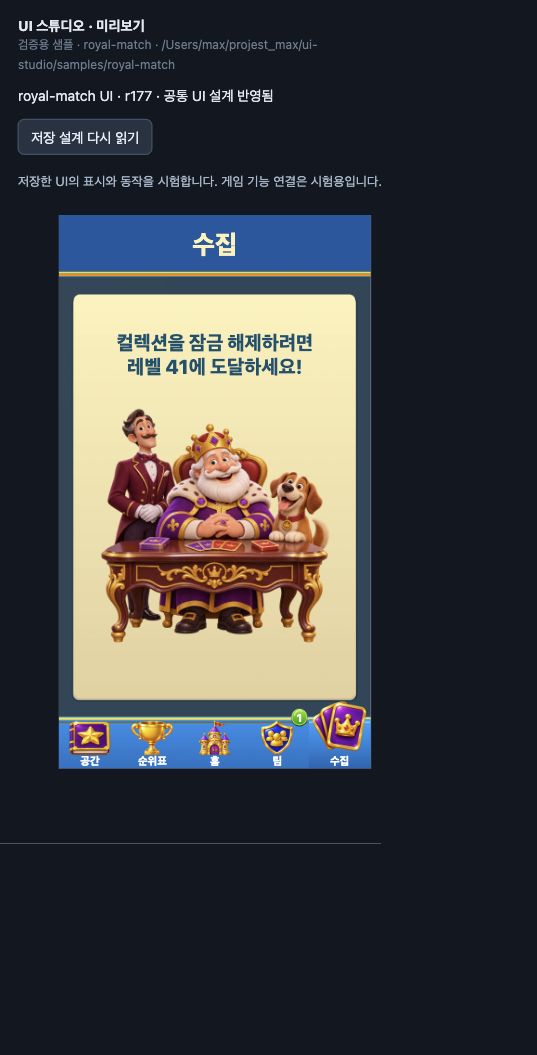 UI 스튜디오 · 미리보기
검증용 샘플 · royal-match · /Users/max/projest_max/ui-
studio/samples/royal-match
royal-match UI · r177 · 공통 UI 설계 반영됨
저장 설계 다시 읽기
저장한 UI의 표시와 동작을 시험합니다. 게임 기능 연결은 시험용입니다.
수집
컬렉션을 잠금 해제하려면
레벨 41에 도달하세요!
1
공간 순위표 홈 팀 수집